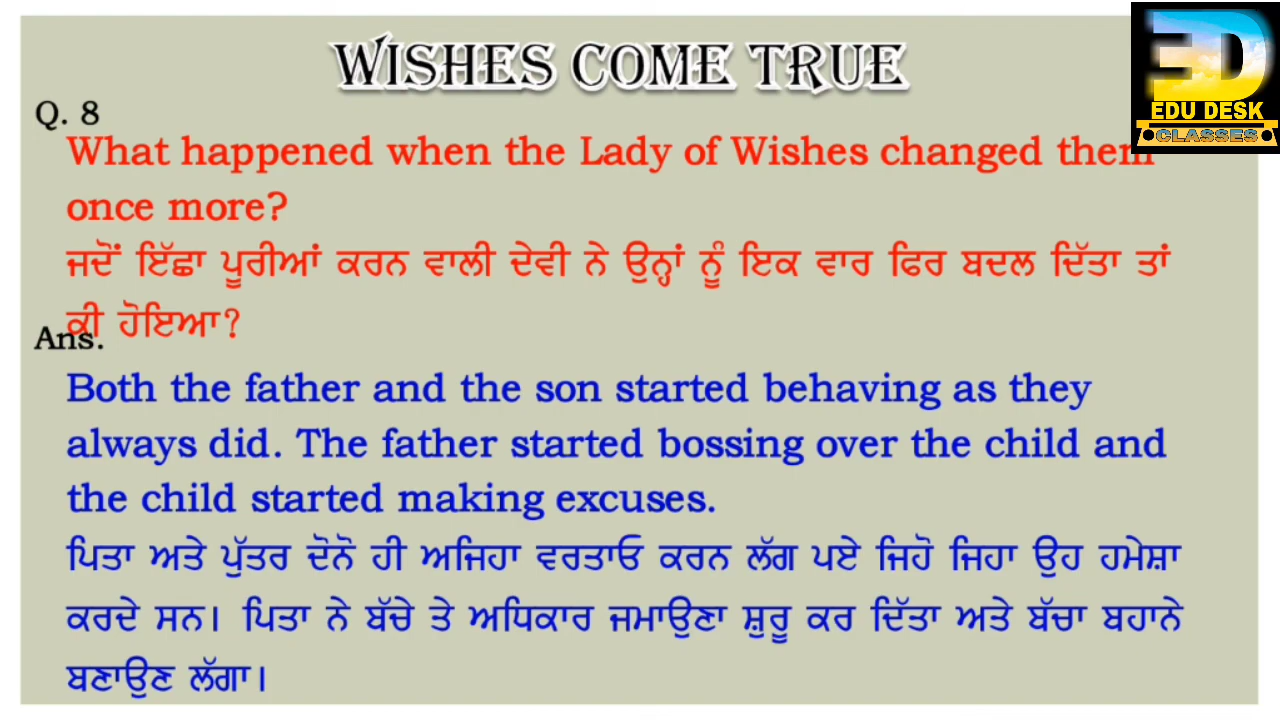 WISHES COME TRUE
ED
EDU DESK
CLASSES
Q. 8
What happened when the Lady of Wishes changed them
once more?
ਜਦੋਂ ਇੱਛਾ ਪੂਰੀਆਂ ਕਰਨ ਵਾਲੀ ਦੇਵੀ ਨੇ ਉਨ੍ਹਾਂ ਨੂੰ ਇਕ ਵਾਰ ਫਿਰ ਬਦਲ ਦਿੱਤਾ ਤਾਂ
ਕੀ ਹੋਇਆ?
Ans.
Both the father and the son started behaving as they
always did. The father started bossing over the child and
the child started making excuses.
ਪਿਤਾ ਅਤੇ ਪੁੱਤਰ ਦੋਨੋ ਹੀ ਅਜਿਹਾ ਵਰਤਾਓ ਕਰਨ ਲੱਗ ਪਏ ਜਿਹੋ ਜਿਹਾ ਉਹ ਹਮੇਸ਼ਾ
ਕਰਦੇ ਸਨ। ਪਿਤਾ ਨੇ ਬੱਚੇ ਤੇ ਅਧਿਕਾਰ ਜਮਾਉਣਾ ਸ਼ੁਰੂ ਕਰ ਦਿੱਤਾ ਅਤੇ ਬੱਚਾ ਬਹਾਨੇ
ਬਣਾਉਣ ਲੱਗਾ।